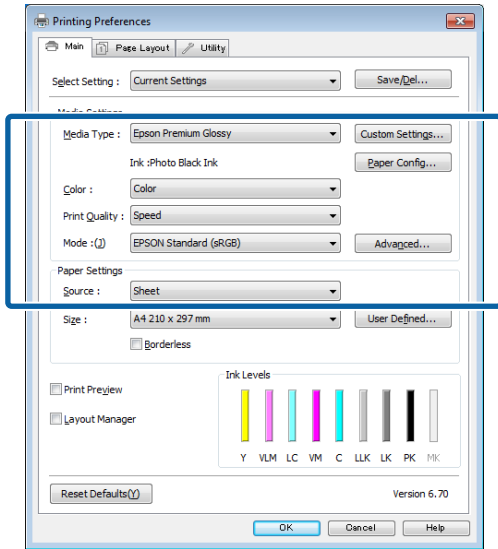 Printing Preferences
Main Page Layout Utility
Select Setting : Current Settings Save/Del...
Media Settings
Media Type : Epson Premium Glossy Custom Settings...
Ink :Photo Black Ink Paper Config...
Color : Color
Print Quality : Speed
Mode :(J) EPSON Standard (sRGB) Advanced...
Paper Settings
Source : Sheet
Size : A4 210 x 297 mm User Defined...
Borderless
Ink Levels
Print Preview
Layout Manager
Y VLM LC VM C LLK LK PK MK
Reset Defaults(Y) Version 6.70
OK Cancel Help